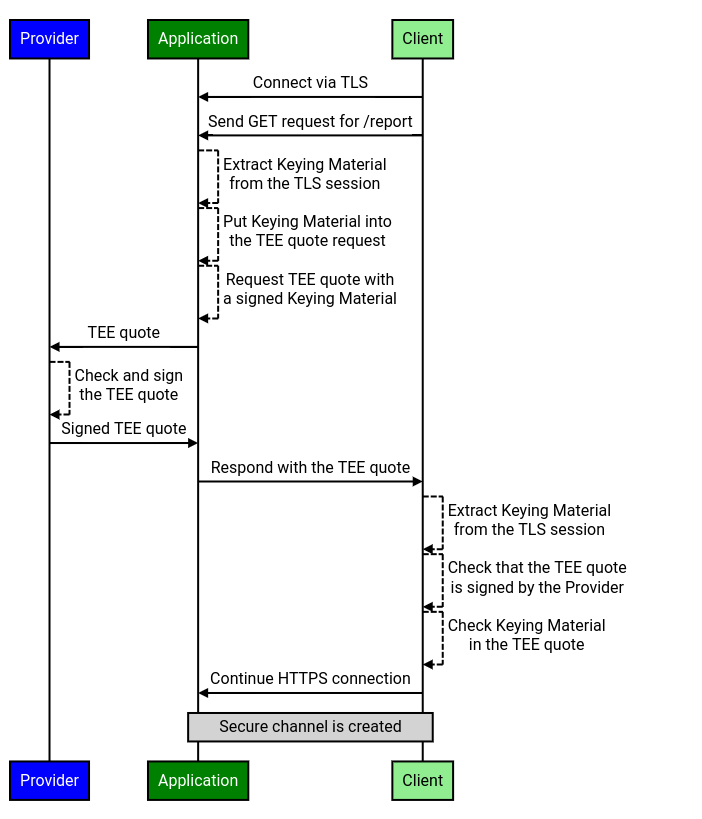 Provider
Application
Client
Connect via TLS
Send GET request for /report
Extract Keying Material
from the TLS session
Put Keying Material into
the TEE quote request
Request TEE quote with
a signed Keying Material
TEE quote
Check and sign
the TEE quote
Signed TEE quote
Respond with the TEE quote
Extract Keying Material
from the TLS session
Check that the TEE quote
is signed by the Provider
Check Keying Material
in the TEE quote
Continue HTTPS connection
Secure channel is created
Provider
Application
Client